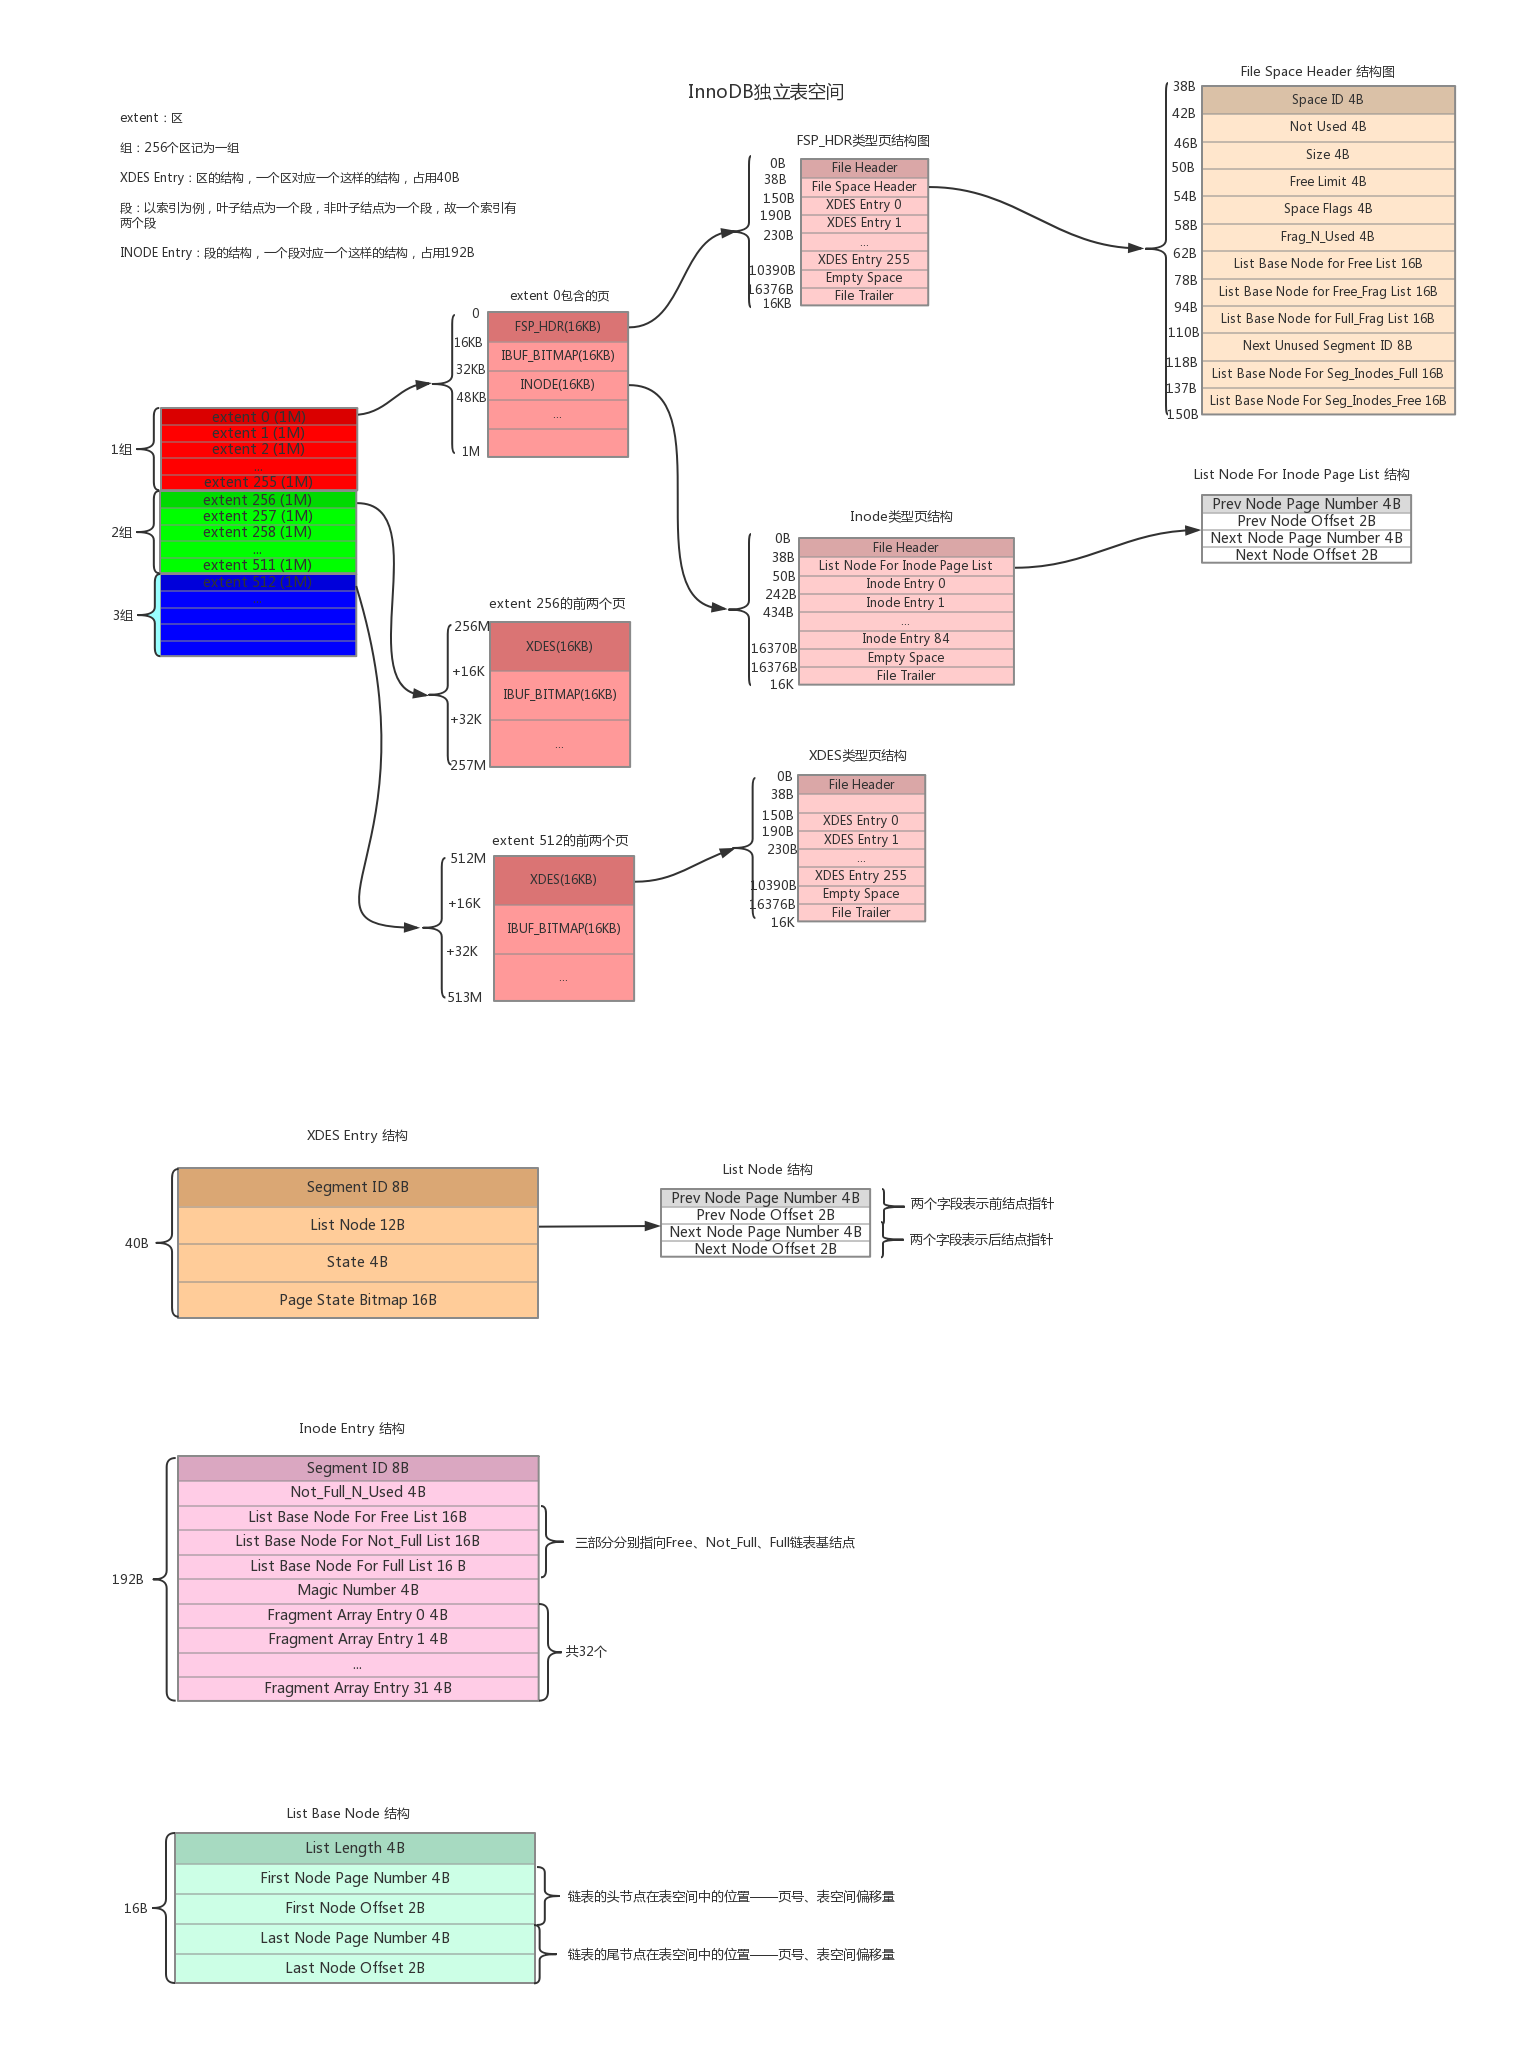 InnoDB独立表空间
extent：区
组：256个区记为一组
XDES Entry：区的结构，一个区对应一个这样的结构，占用40B
段：以索引为例，叶子结点为一个段，非叶子结点为一个段，故一个索引有
两个段
INODE Entry：段的结构，一个段对应一个这样的结构，占用192B
1组
extent 0 (1M)
extent 1 (1M)
extent 2 (1M)
...
extent 255 (1M)
2组
extent 256 (1M)
extent 257 (1M)
extent 258 (1M)
...
extent 511 (1M)
3组
extent 512 (1M)
...
extent 0包含的页
0
FSP_HDR(16KB)
16KB
IBUF_BITMAP(16KB)
32KB
INODE(16KB)
48KB
...
1M
extent 256的前两个页
256M
XDES(16KB)
+16K
IBUF_BITMAP(16KB)
+32K
...
257M
extent 512的前两个页
512M
XDES(16KB)
+16K
IBUF_BITMAP(16KB)
+32K
...
513M
FSP_HDR类型页结构图
0B
File Header
38B
File Space Header
150B
XDES Entry 0
190B
XDES Entry 1
230B
...
XDES Entry 255
10390B
Empty Space
16376B
File Trailer
16KB
Inode类型页结构
0B
File Header
38B
List Node For Inode Page List
50B
Inode Entry 0
242B
Inode Entry 1
434B
...
Inode Entry 84
16370B
Empty Space
16376B
File Trailer
16K
XDES类型页结构
0B
File Header
38B
150B
XDES Entry 0
190B
XDES Entry 1
230B
...
XDES Entry 255
10390B
Empty Space
16376B
File Trailer
16K
File Space Header 结构图
38B
Space ID 4B
42B
Not Used 4B
46B
Size 4B
50B
Free Limit 4B
54B
Space Flags 4B
58B
Frag_N_Used 4B
62B
List Base Node for Free List 16B
78B
List Base Node for Free_Frag List 16B
94B
List Base Node for Full_Frag List 16B
110B
Next Unused Segment ID 8B
118B
List Base Node For Seg_Inodes_Full 16B
137B
List Base Node For Seg_Inodes_Free 16B
150B
List Node For Inode Page List 结构
Prev Node Page Number 4B
Prev Node Offset 2B
Next Node Page Number 4B
Next Node Offset 2B
XDES Entry 结构
40B
Segment ID 8B
List Node 12B
State 4B
Page State Bitmap 16B
List Node 结构
Prev Node Page Number 4B
Prev Node Offset 2B
Next Node Page Number 4B
Next Node Offset 2B
两个字段表示前结点指针
两个字段表示后结点指针
Inode Entry 结构
192B
Segment ID 8B
Not_Full_N_Used 4B
List Base Node For Free List 16B
List Base Node For Not_Full List 16B
List Base Node For Full List 16 B
Magic Number 4B
Fragment Array Entry 0 4B
Fragment Array Entry 1 4B
...
Fragment Array Entry 31 4B
三部分分别指向Free、Not_Full、Full链表基结点
共32个
List Base Node 结构
16B
List Length 4B
First Node Page Number 4B
First Node Offset 2B
Last Node Page Number 4B
Last Node Offset 2B
链表的头节点在表空间中的位置——页号、表空间偏移量
链表的尾节点在表空间中的位置——页号、表空间偏移量